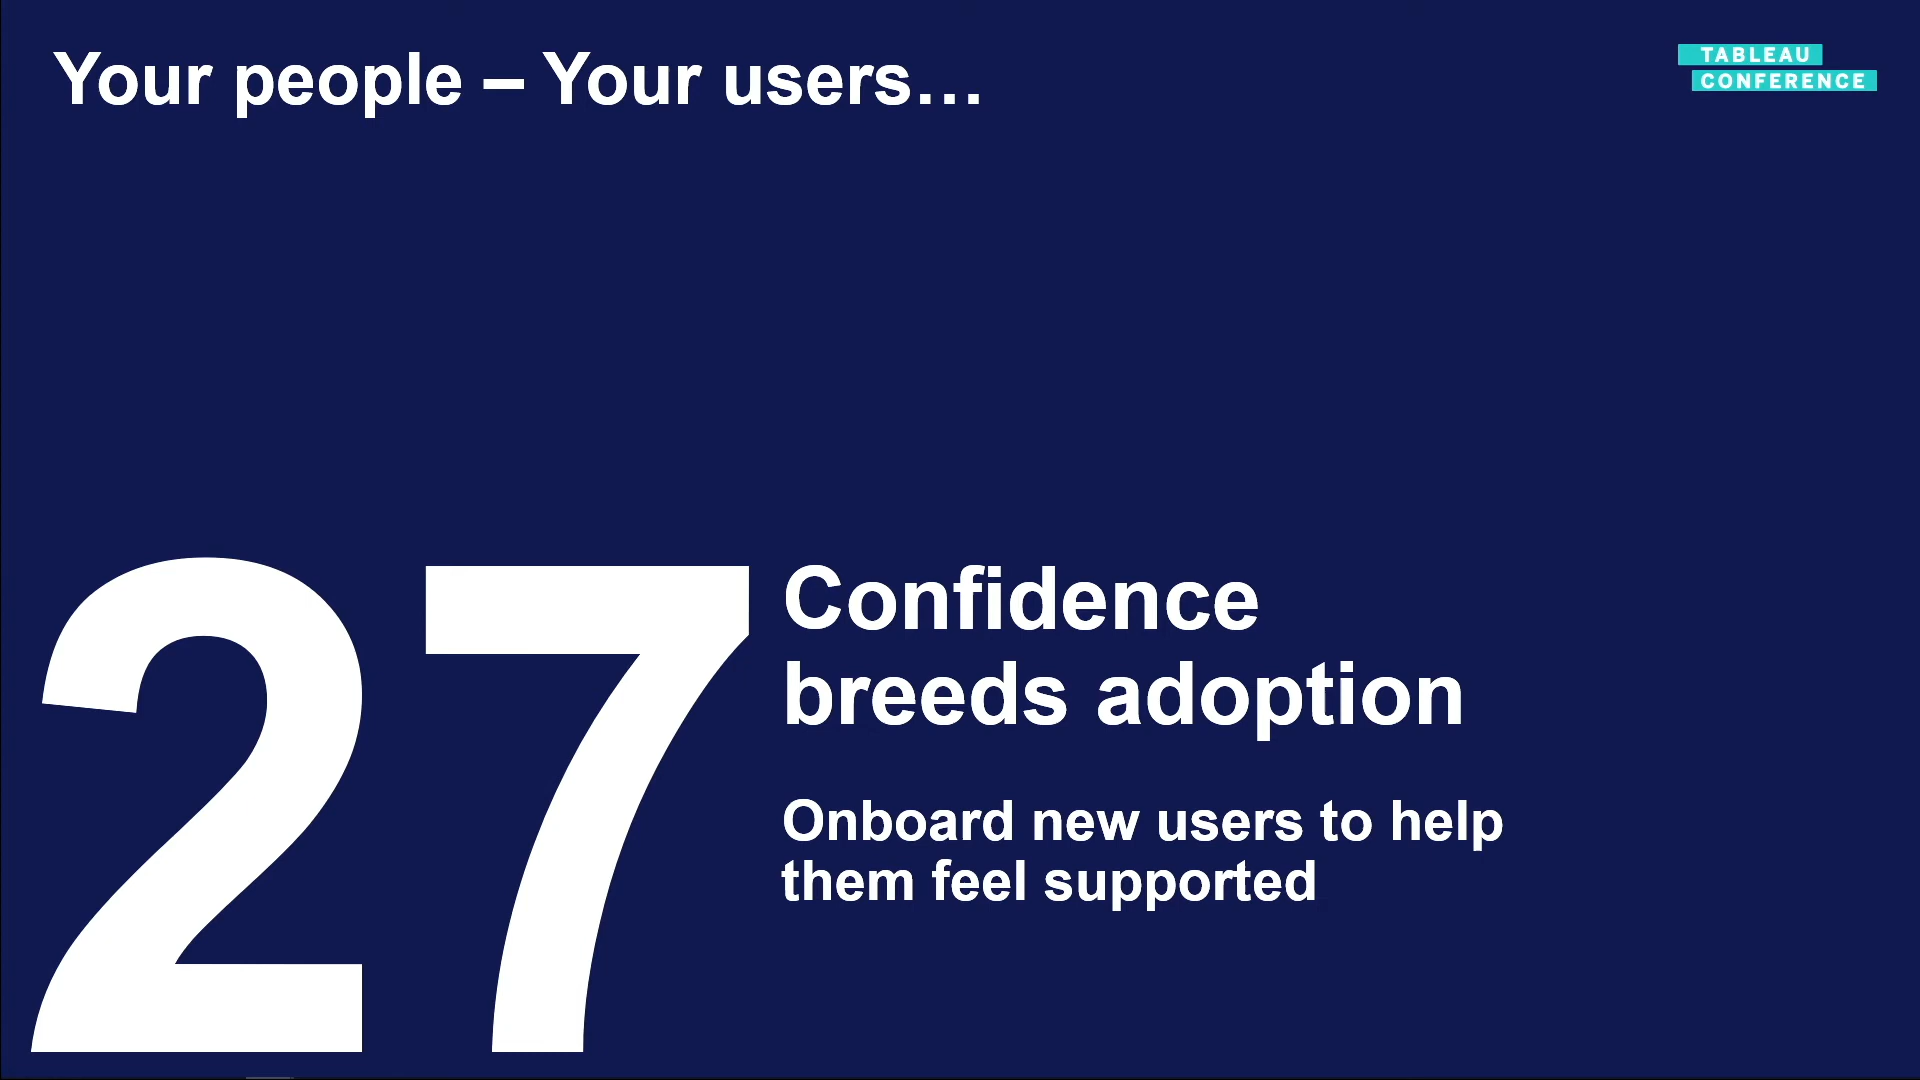 Your people – Your users…
TABLEAU
CONFERENCE
27
Confidence
breeds adoption
Onboard new users to help
them feel supported